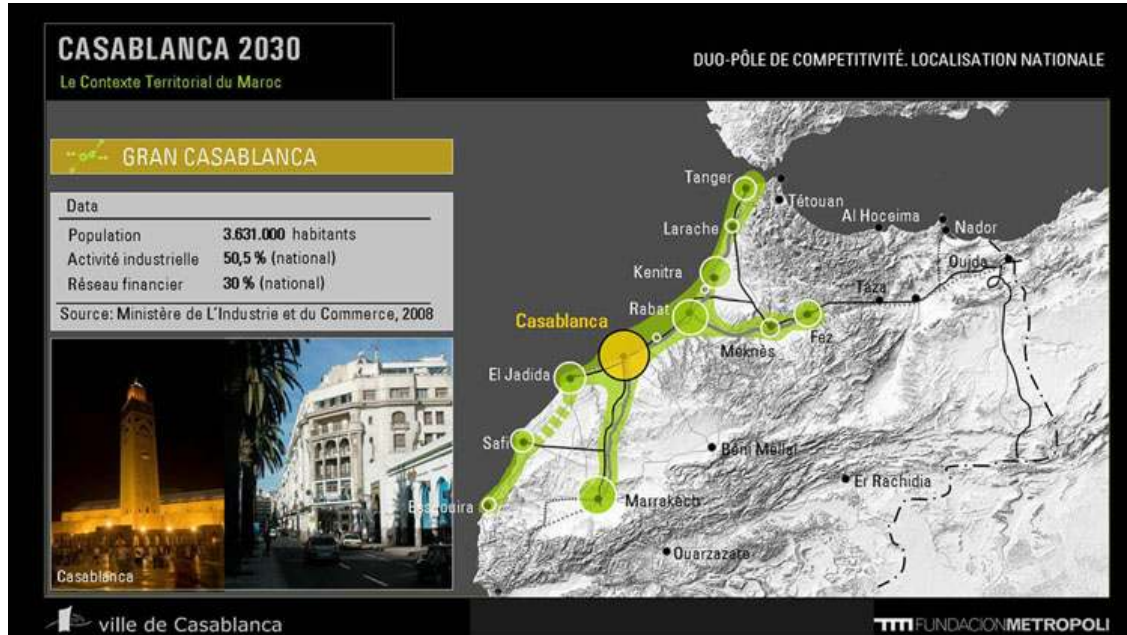 CASABLANCA 2030
Le Contexte Territorial du Maroc
DUO-PÔLE DE COMPETITIVITÉ. LOCALISATION NATIONALE
GRAN CASABLANCA
Data
Population 3.631.000 habitants
Activité industrielle 50,5 % (national)
Réseau financier 30 % (national)
Source: Ministère de L'Industrie et du Commerce, 2008
Tanger
Tétouan
Al Hoceima
Larache
Nador
Kenitra
Oujda
Taza
Rabat
Casablanca
Fez
Meknès
El Jadida
Safi
Béni Mellal
Er Rachidia
Marrakech
Essaouira
Ouarzazate
Casablanca
ville de Casablanca
FUNDACIONMETROPOLI